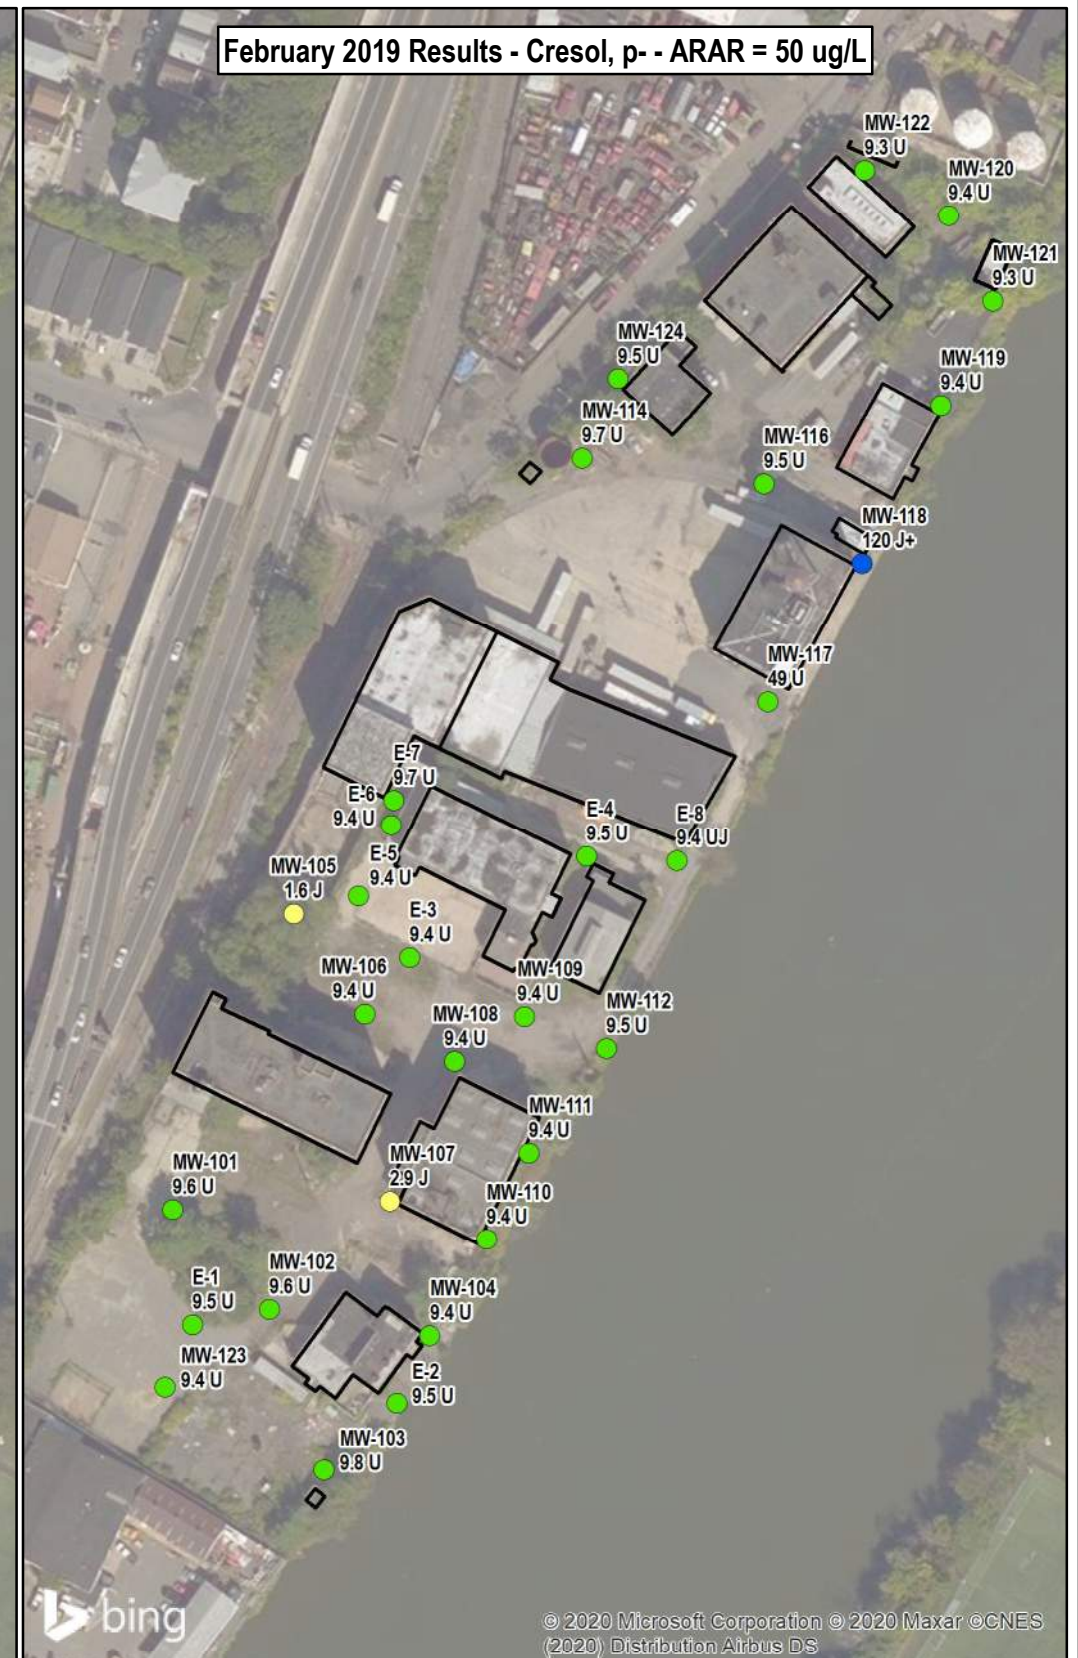 February 2019 Results - Cresol, p- - ARAR = 50 ug/L
MW-122
9.3 U
MW-120
9.4 U
MW-121
9.3 U
MW-124
9.5 U
MW-119
9.4 U
MW-114
9.7 U
MW-116
9.5 U
MW-118
120 J+
MW-117
49 U
E-7
9.7 U
E-6
9.4 U
E-4
9.5 U
E-8
9.4 UJ
E-5
9.4 U
MW-105
1.6 J
E-3
9.4 U
MW-106
9.4 U
MW-109
9.4 U
MW-108
9.4 U
MW-112
9.5 U
MW-111
9.4 U
MW-107
2.9 J
MW-101
9.6 U
MW-110
9.4 U
MW-102
9.6 U
E-1
9.5 U
MW-104
9.4 U
MW-123
9.4 U
E-2
9.5 U
MW-103
9.8 U
bing
© 2020 Microsoft Corporation © 2020 Maxar ©CNES
(2020) Distribution Airbus DS